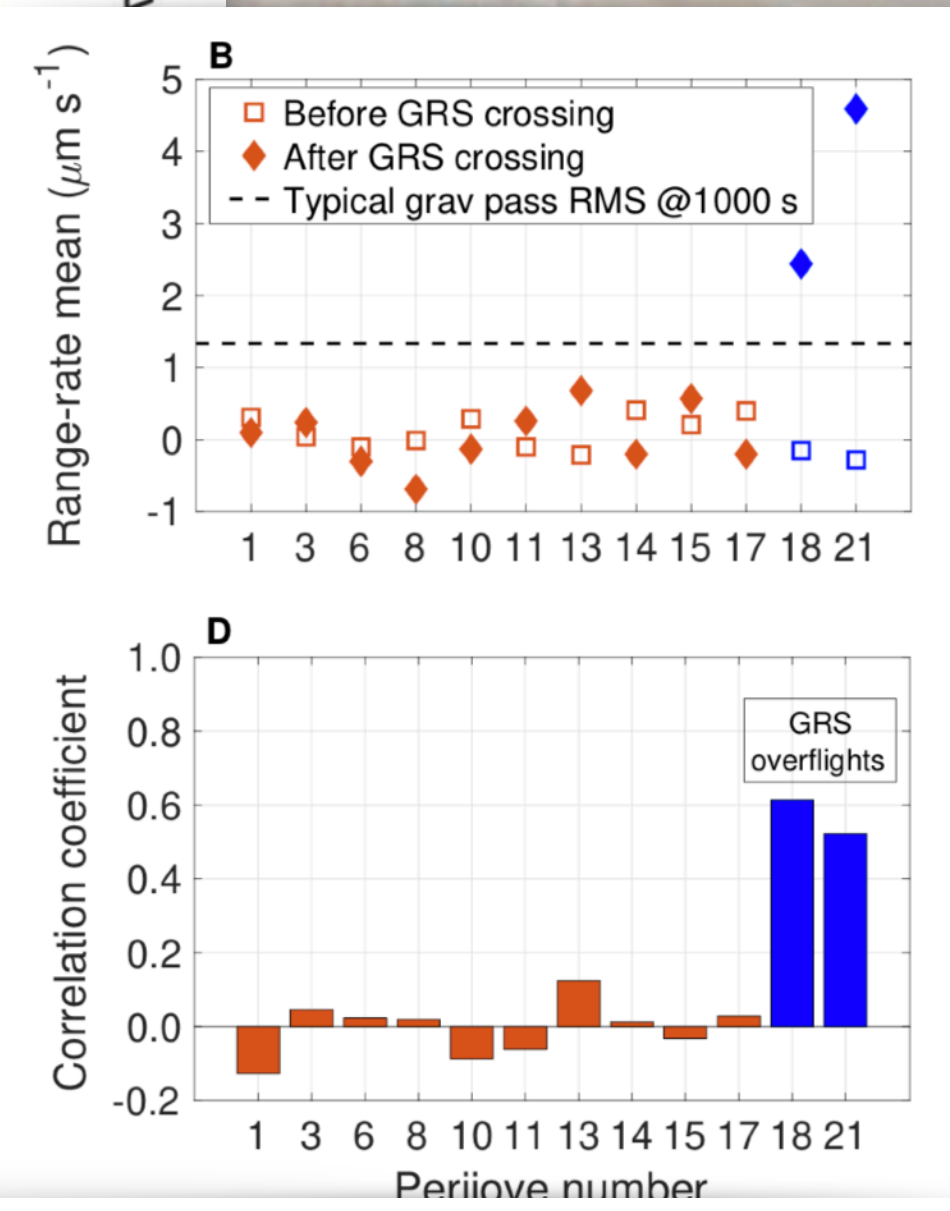 B
Range-rate mean (μm s⁻¹)
5
4
3
2
1
0
-1
Before GRS crossing
After GRS crossing
Typical grav pass RMS @1000 s
1 3 6 8 10 11 13 14 15 17 18 21
D
Correlation coefficient
1.0
0.8
0.6
0.4
0.2
0.0
-0.2
GRS
overflights
1 3 6 8 10 11 13 14 15 17 18 21
Perijove number